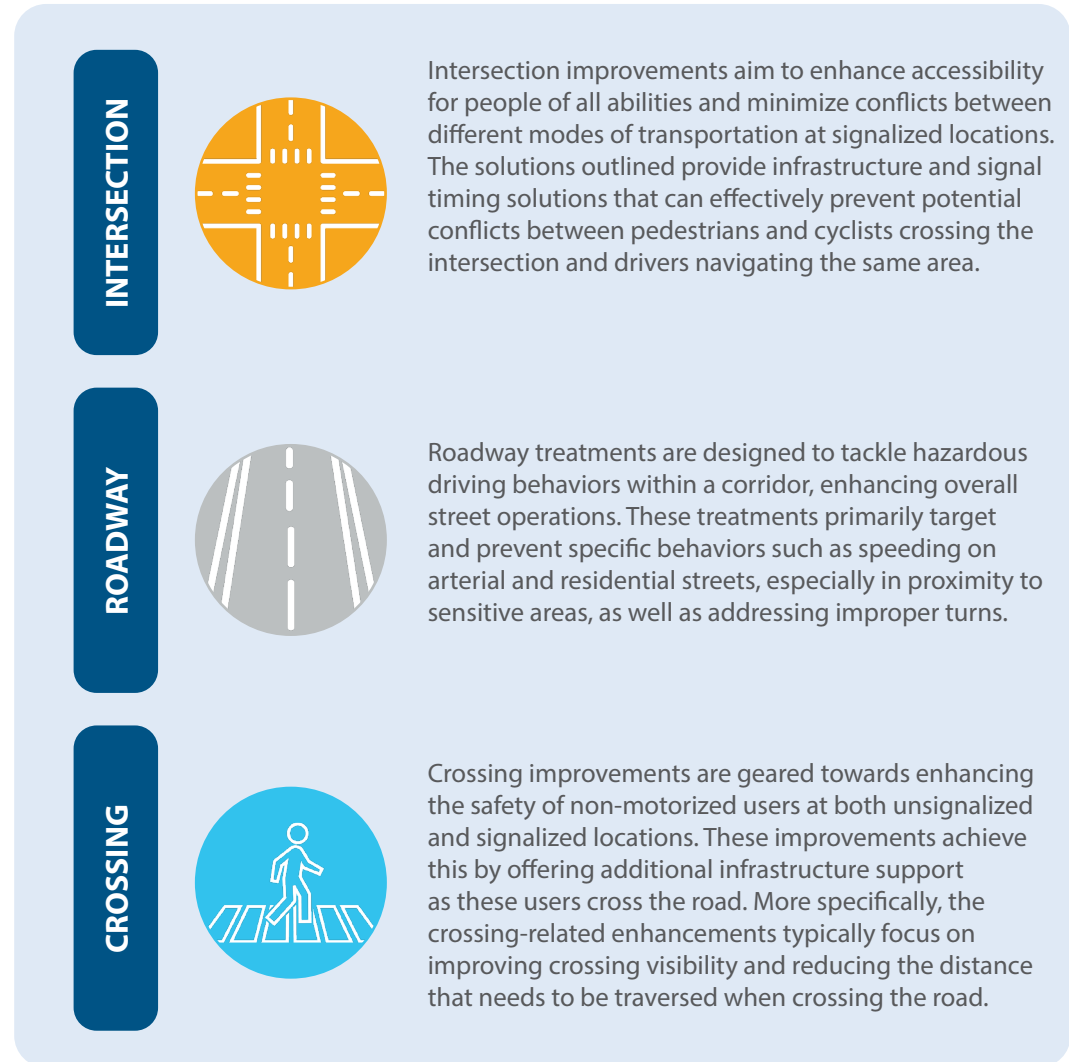 INTERSECTION
Intersection improvements aim to enhance accessibility
for people of all abilities and minimize conflicts between
different modes of transportation at signalized locations.
The solutions outlined provide infrastructure and signal
timing solutions that can effectively prevent potential
conflicts between pedestrians and cyclists crossing the
intersection and drivers navigating the same area.
ROADWAY
Roadway treatments are designed to tackle hazardous
driving behaviors within a corridor, enhancing overall
street operations. These treatments primarily target
and prevent specific behaviors such as speeding on
arterial and residential streets, especially in proximity to
sensitive areas, as well as addressing improper turns.
CROSSING
Crossing improvements are geared towards enhancing
the safety of non-motorized users at both unsignalized
and signalized locations. These improvements achieve
this by offering additional infrastructure support
as these users cross the road. More specifically, the
crossing-related enhancements typically focus on
improving crossing visibility and reducing the distance
that needs to be traversed when crossing the road.